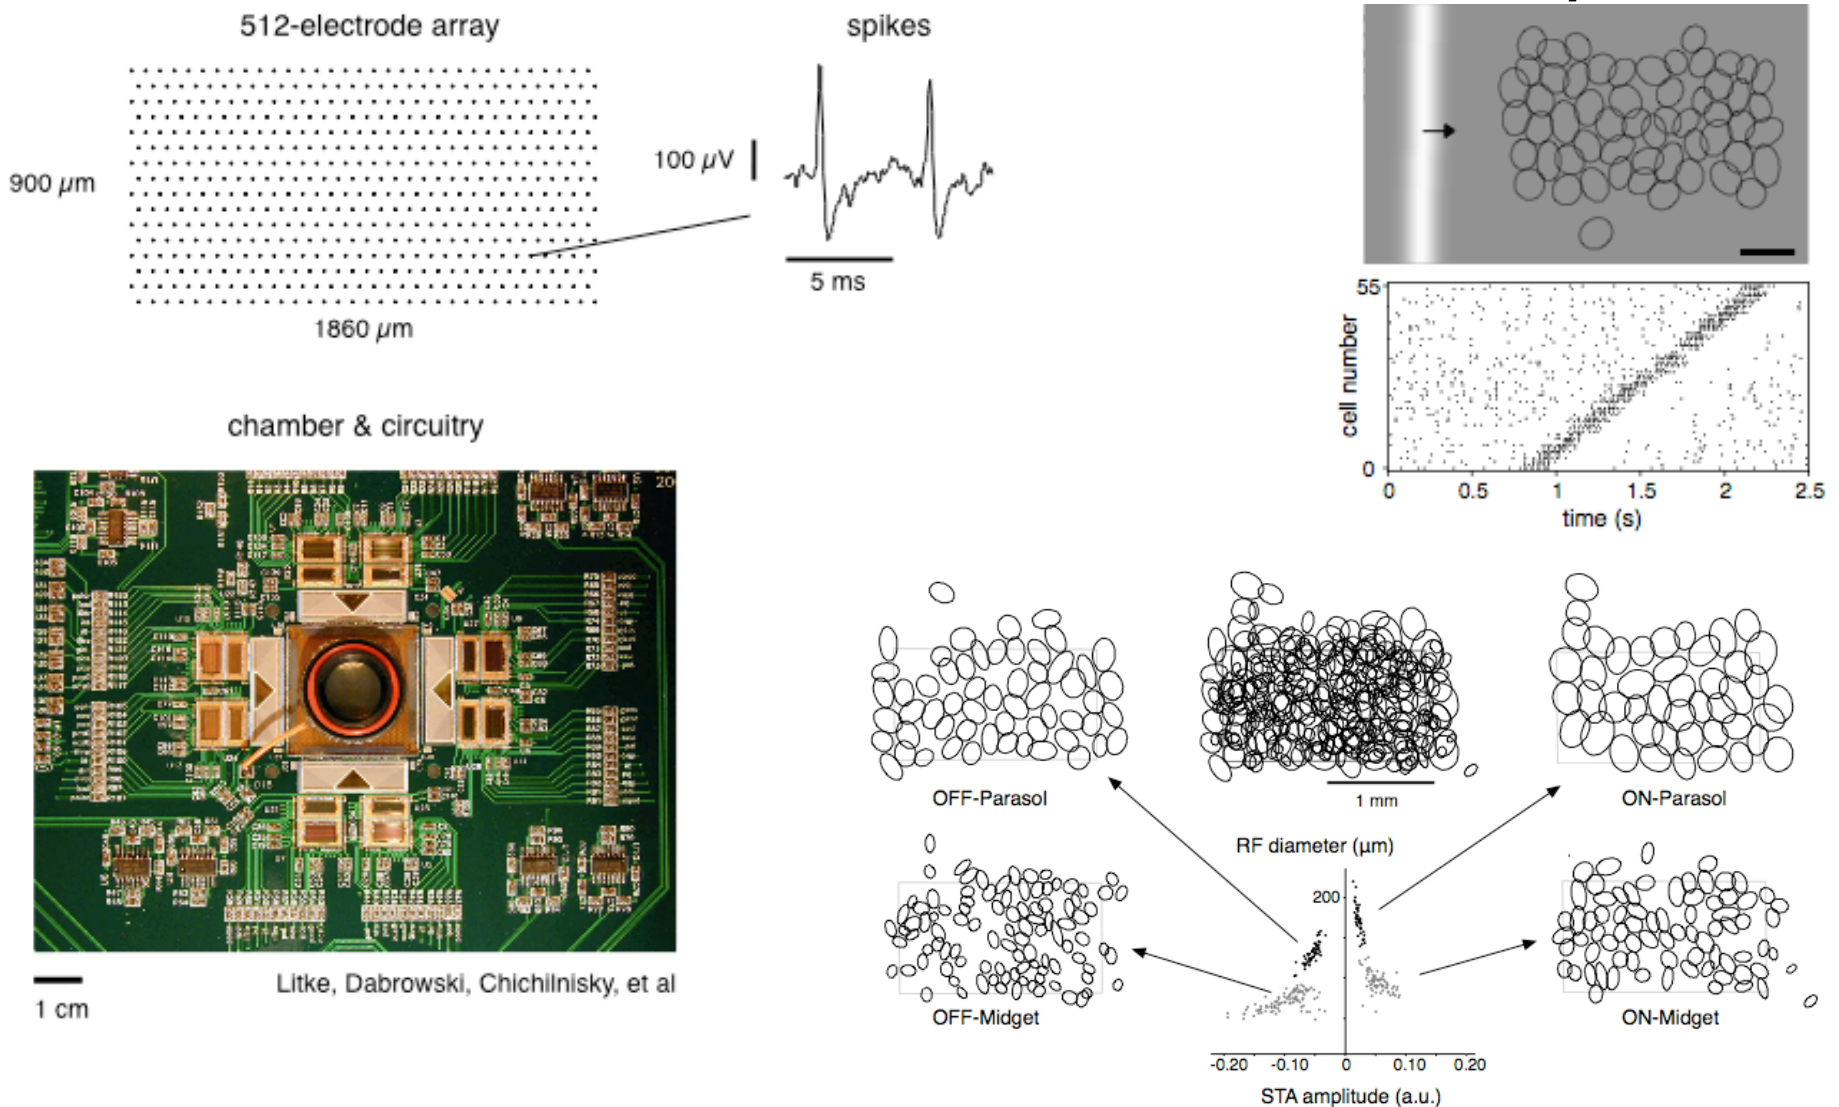 512-electrode array
900 µm
1860 µm
spikes
100 µV
5 ms
chamber & circuitry
20
1 cm
Litke, Dabrowski, Chichilnisky, et al
55
cell number
0
0 0.5 1 1.5 2 2.5
time (s)
OFF-Parasol
1 mm
ON-Parasol
RF diameter (µm)
200
OFF-Midget
ON-Midget
-0.20 -0.10 0 0.10 0.20
STA amplitude (a.u.)